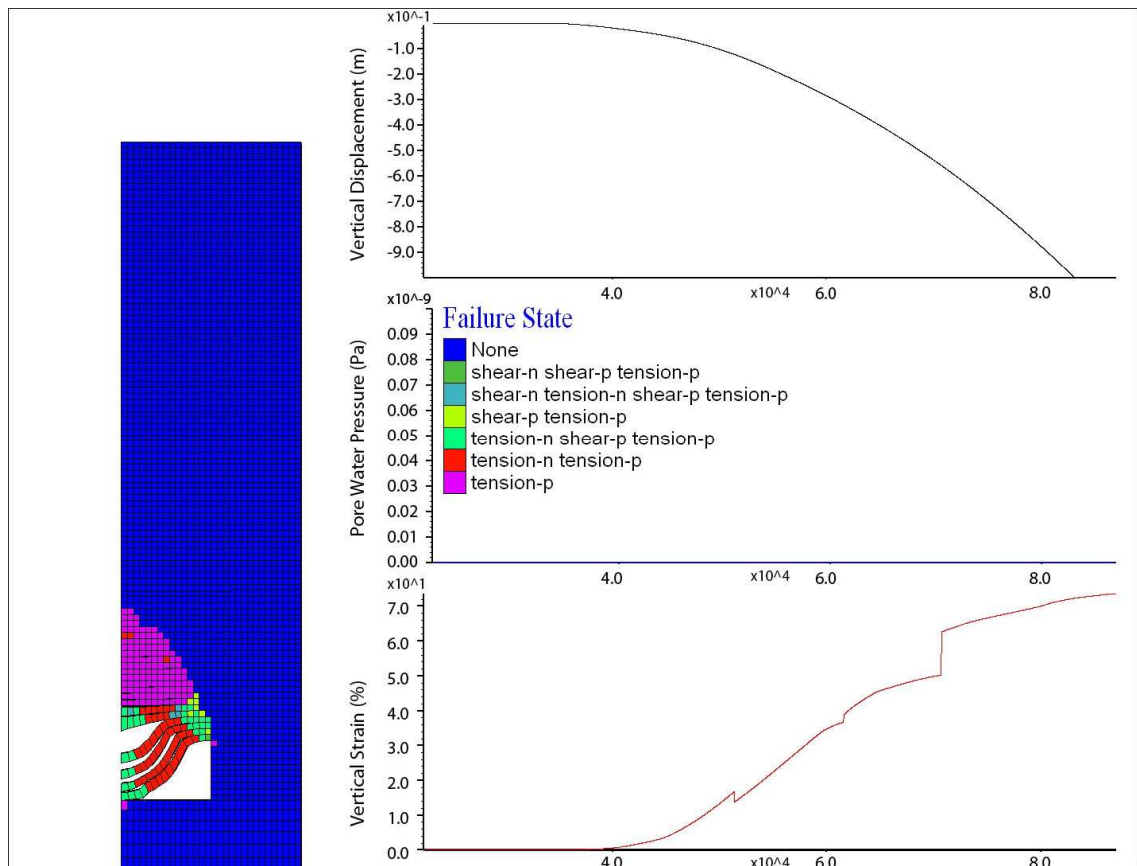 x10^-1
Vertical Displacement (m)
-1.0
-2.0
-3.0
-4.0
-5.0
-6.0
-7.0
-8.0
-9.0
4.0
x10^4
6.0
8.0
x10^-9
Pore Water Pressure (Pa)
0.09
0.08
0.07
0.06
0.05
0.04
0.03
0.02
0.01
0.00
Failure State
None
shear-n shear-p tension-p
shear-n tension-n shear-p tension-p
shear-p tension-p
tension-n shear-p tension-p
tension-n tension-p
tension-p
4.0
x10^4
6.0
8.0
x10^1
Vertical Strain (%)
7.0
6.0
5.0
4.0
3.0
2.0
1.0
0.0
4.0
x10^4
6.0
8.0